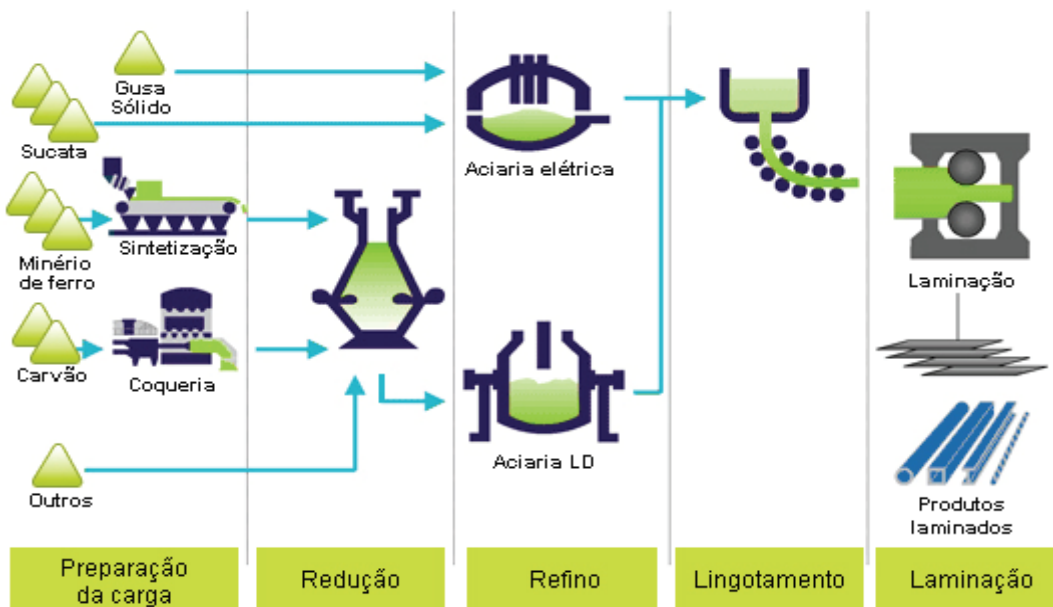 Gusa
Sólido
Sucata
Aciaria elétrica
Sintetização
Minério
de ferro
Laminação
Carvão
Coqueria
Aciaria LD
Outros
Produtos
laminados
Preparação
da carga
Redução
Refino
Lingotamento
Laminação